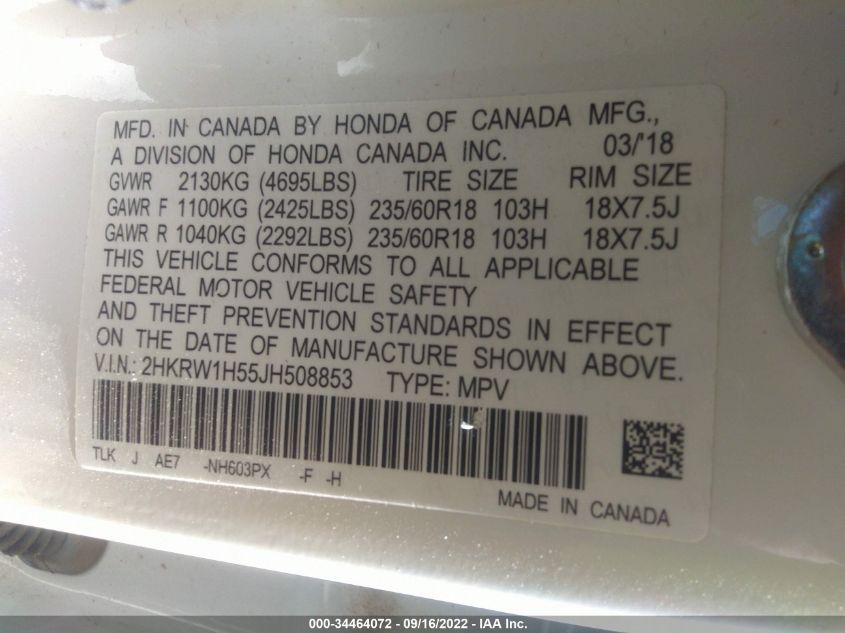 MFD. IN CANADA BY HONDA OF CANADA MFG.,
A DIVISION OF HONDA CANADA INC. 03/'18
GVWR 2130KG (4695LBS) TIRE SIZE RIM SIZE
GAWR F 1100KG (2425LBS) 235/60R18 103H 18X7.5J
GAWR R 1040KG (2292LBS) 235/60R18 103H 18X7.5J
THIS VEHICLE CONFORMS TO ALL APPLICABLE
FEDERAL MOTOR VEHICLE SAFETY
AND THEFT PREVENTION STANDARDS IN EFFECT
ON THE DATE OF MANUFACTURE SHOWN ABOVE.
V.I.N.: 2HKRW1H55JH508853 TYPE: MPV
TLK J AE7 -NH603PX -F -H
MADE IN CANADA
000-34464072 / 09/16/2022 - IAA Inc.